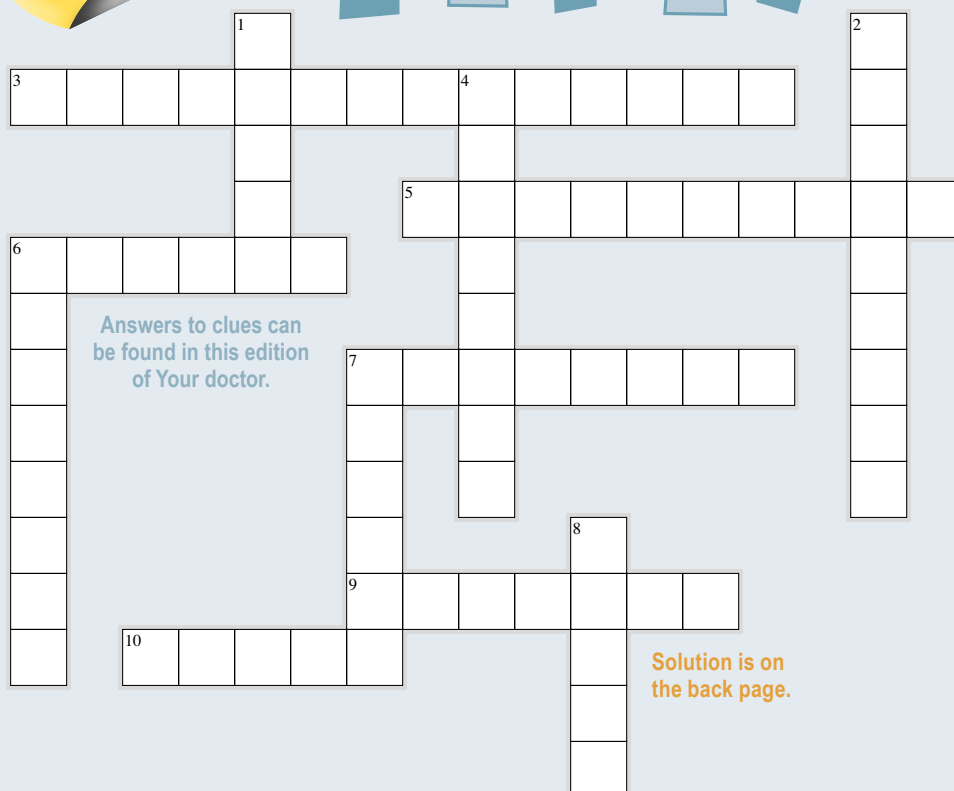 1
2
3
4
5
6
Answers to clues can
be found in this edition
of Your doctor.
7
8
9
10
Solution is on
the back page.